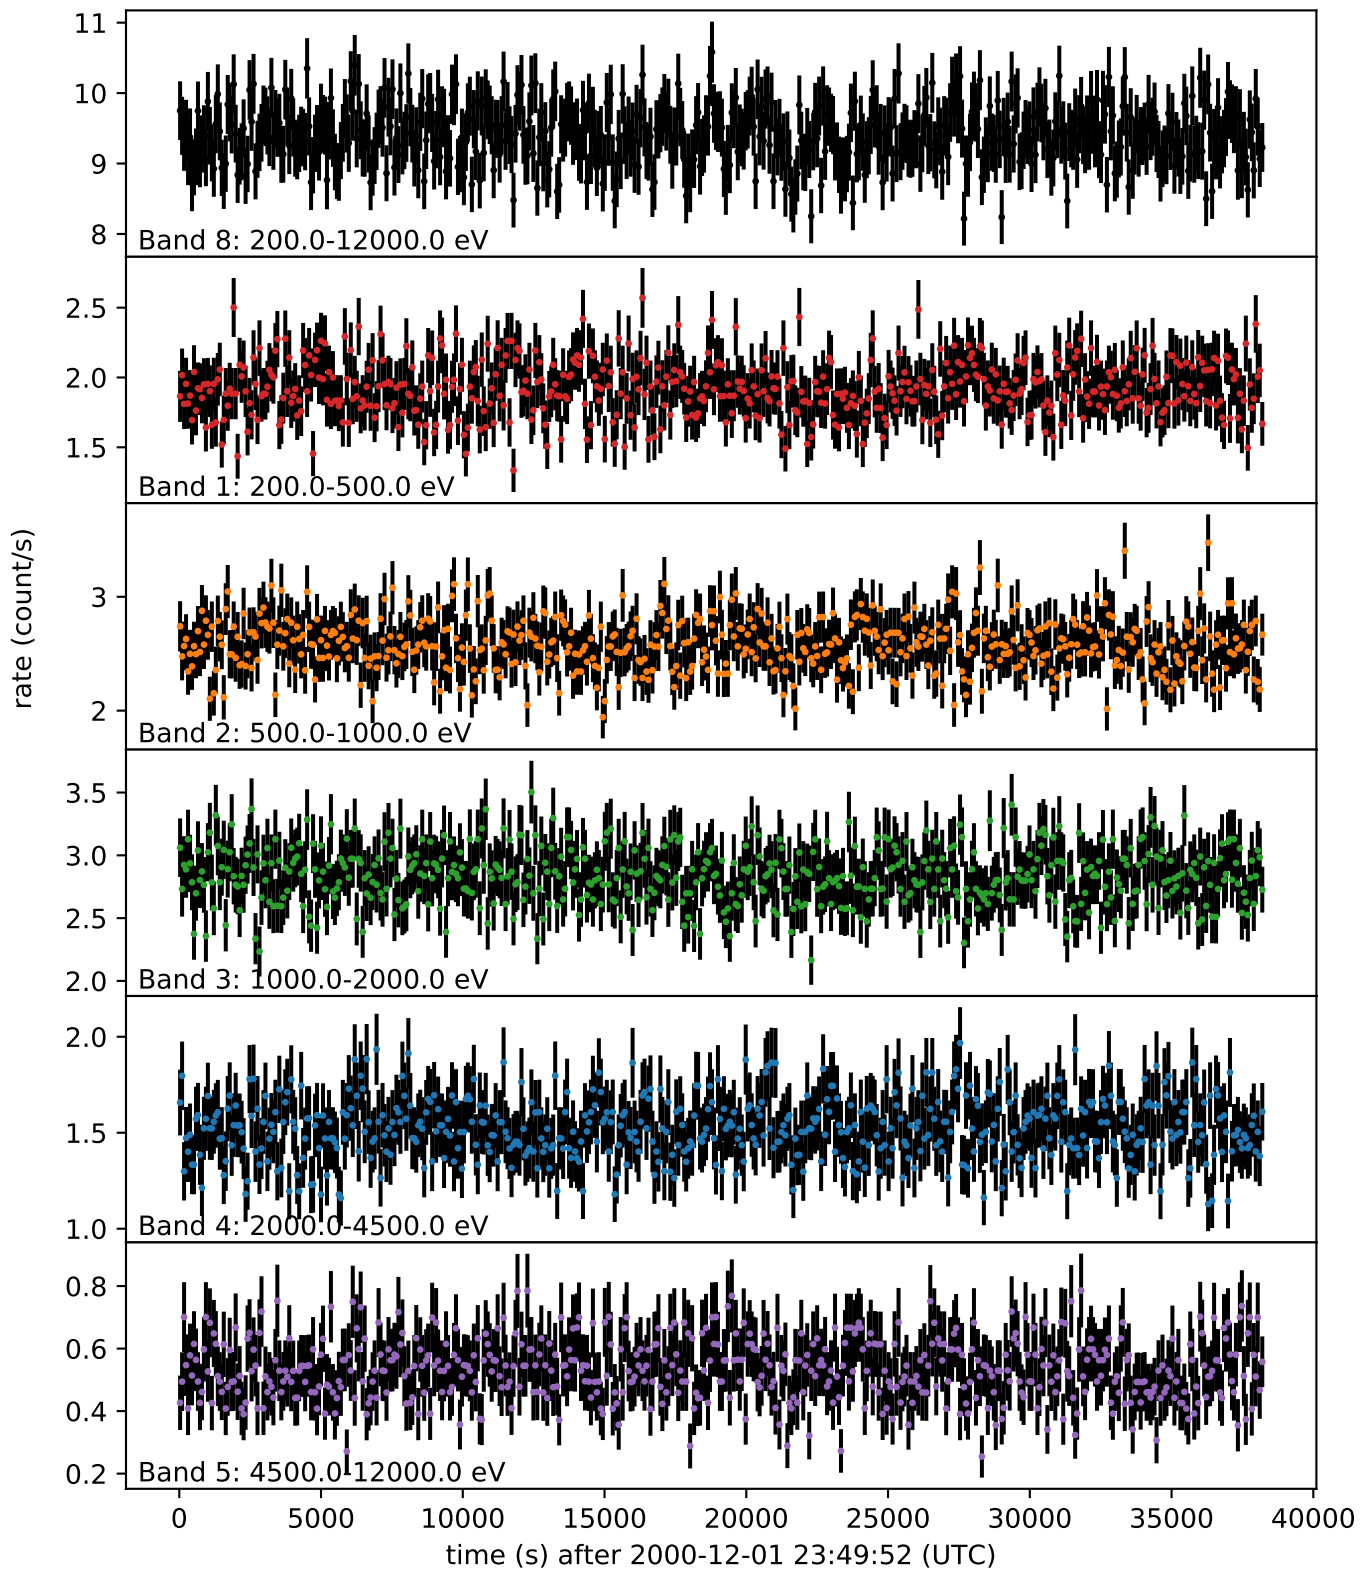 11
10
9
8
Band 8: 200.0-12000.0 eV
2.5
2.0
1.5
Band 1: 200.0-500.0 eV
rate (count/s)
3
2
Band 2: 500.0-1000.0 eV
3.5
3.0
2.5
2.0
Band 3: 1000.0-2000.0 eV
2.0
1.5
1.0
Band 4: 2000.0-4500.0 eV
0.8
0.6
0.4
0.2
Band 5: 4500.0-12000.0 eV
0 5000 10000 15000 20000 25000 30000 35000 40000
time (s) after 2000-12-01 23:49:52 (UTC)